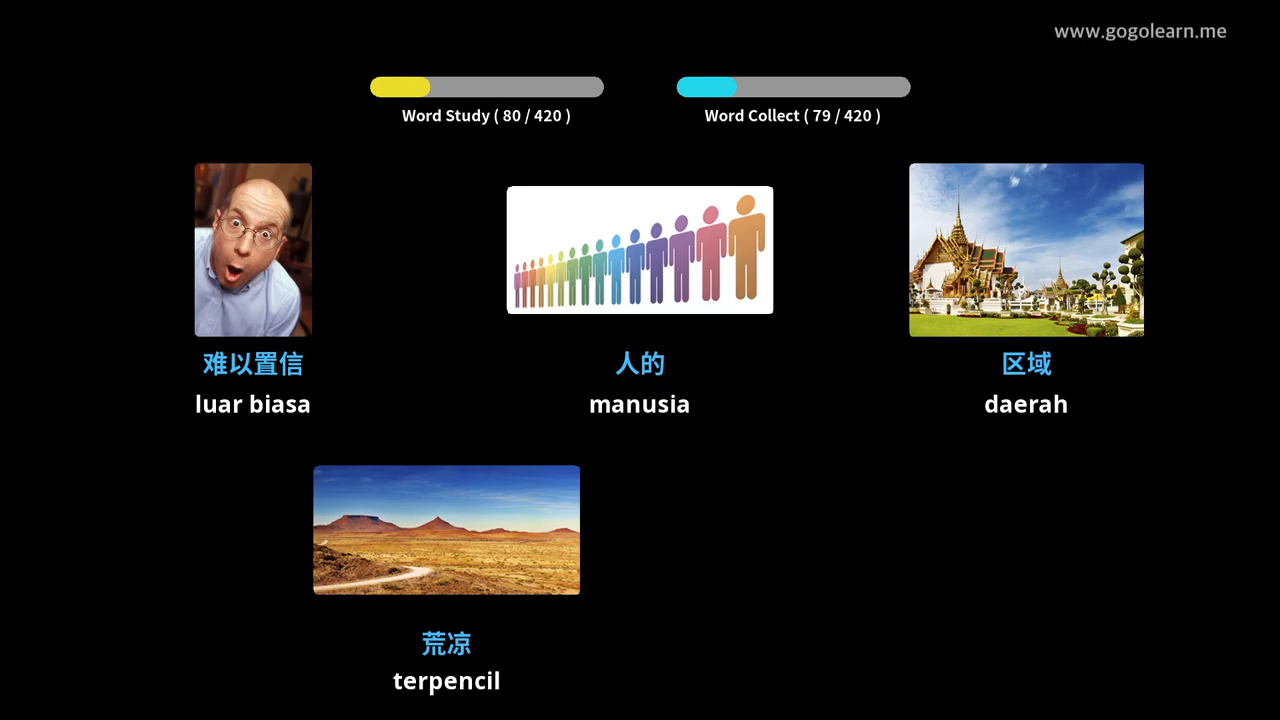 www.gogolearn.me
Word Study ( 80 / 420 )
Word Collect ( 79 / 420 )
难以置信
luar biasa
人的
manusia
区域
daerah
荒凉
terpencil